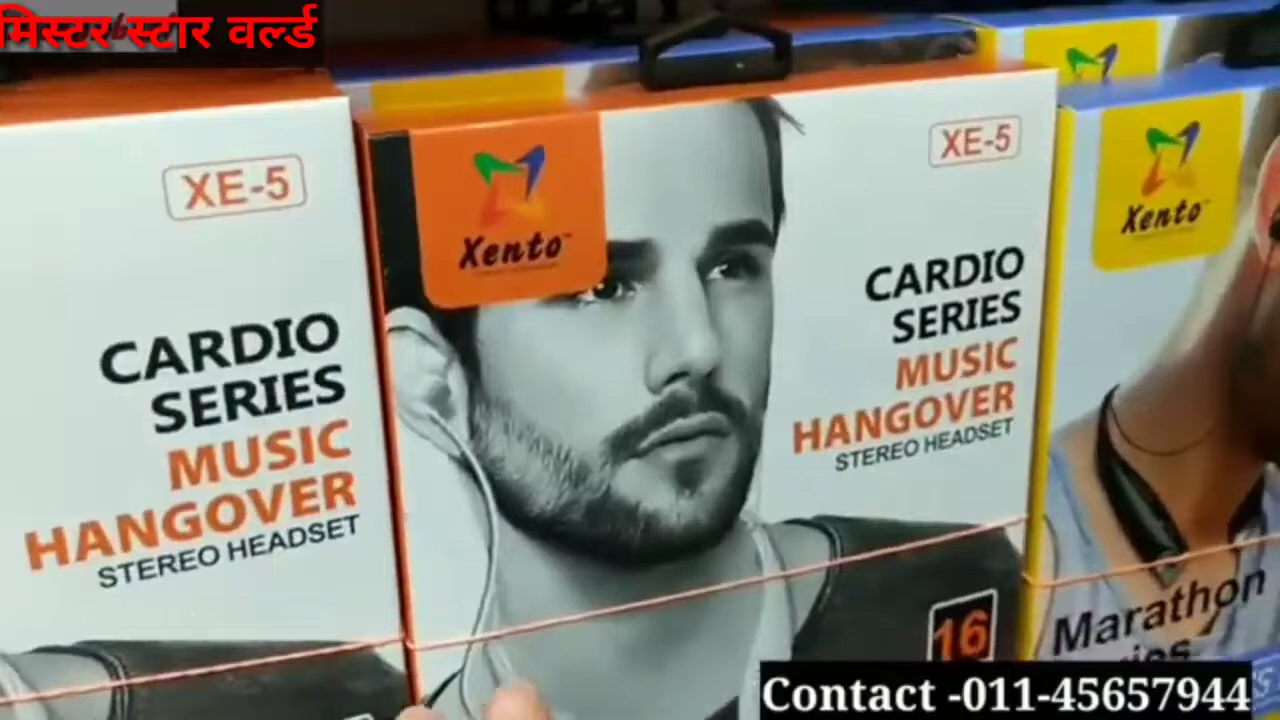 मिस्टर स्टार वर्ल्ड
XE-5
CARDIO
SERIES
MUSIC
HANGOVER
STEREO HEADSET
Xento
XE-5
CARDIO
SERIES
MUSIC
HANGOVER
STEREO HEADSET
16
Xento
Marathon
Contact -011-45657944